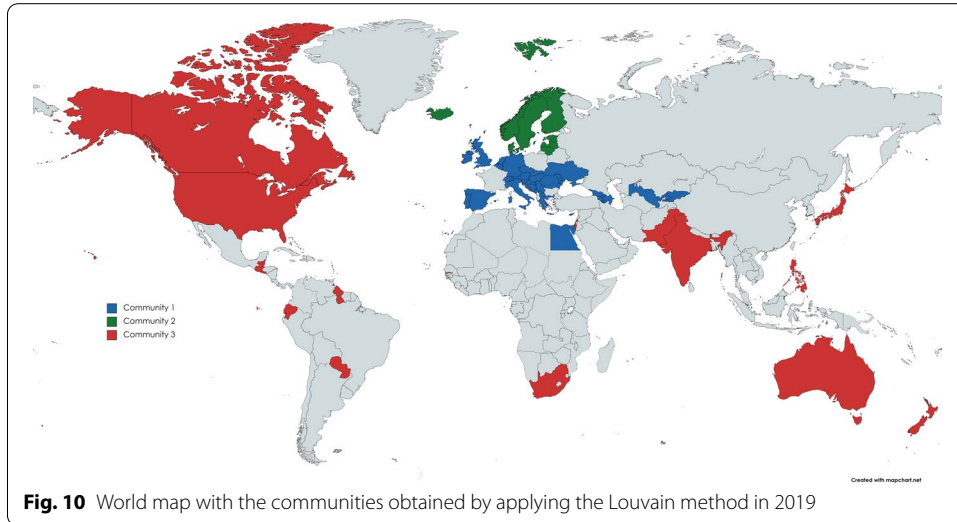 Community 1
Community 2
Community 3
Created with mapchart.net
Fig. 10 World map with the communities obtained by applying the Louvain method in 2019